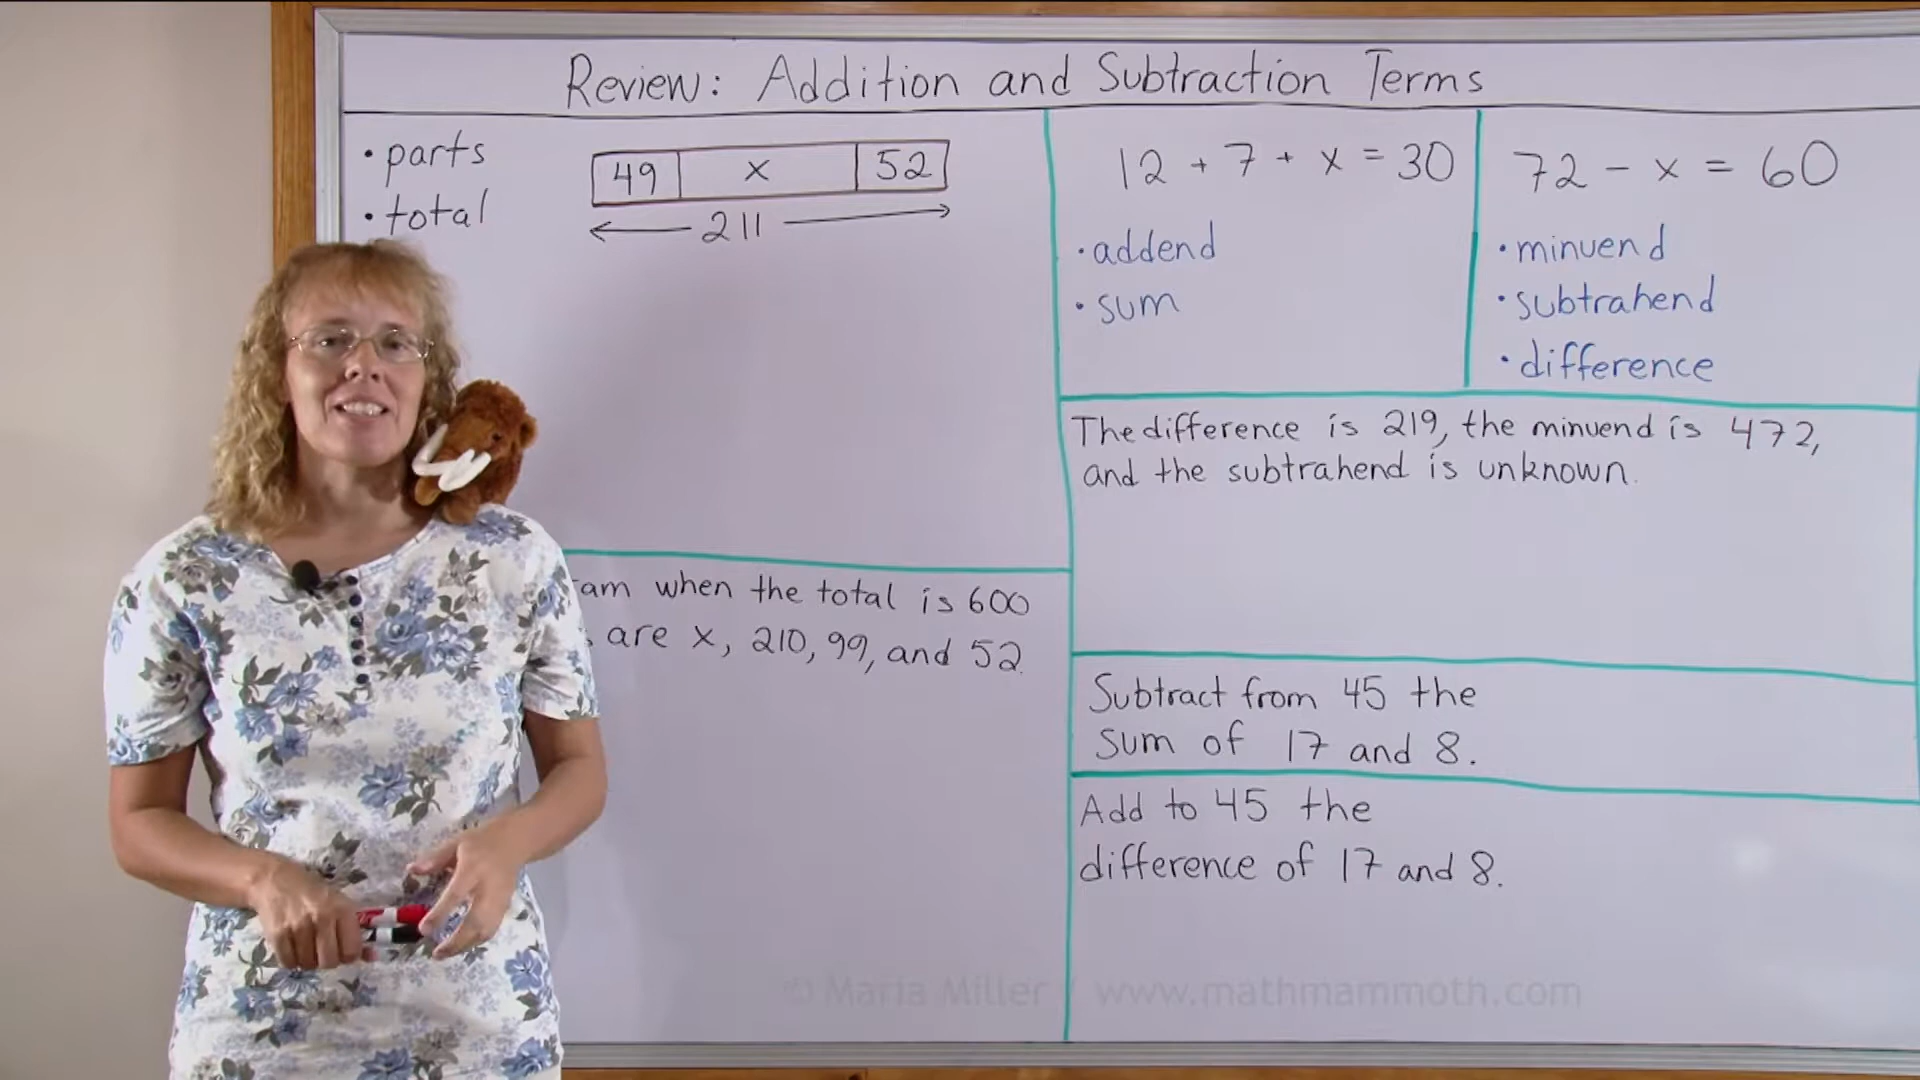 Review: Addition and Subtraction Terms
• parts
• total
49 x 52
211
12 + 7 + x = 30
• addend
• sum
72 - x = 60
• minuend
• subtrahend
• difference
The difference is 219, the minuend is 472,
and the subtrahend is unknown.
am when the total is 600
are x, 210, 99, and 52
Subtract from 45 the
sum of 17 and 8.
Add to 45 the
difference of 17 and 8.
© Maria Miller / www.mathmammoth.com